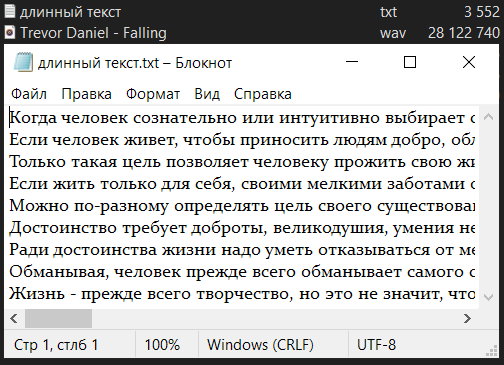 длинный текст txt 3 552
Trevor Daniel - Falling wav 28 122 740
длинный текст.txt – Блокнот
Файл Правка Формат Вид Справка
Когда человек сознательно или интуитивно выбирает с
Если человек живет, чтобы приносить людям добро, обл
Только такая цель позволяет человеку прожить свою жи
Если жить только для себя, своими мелкими заботами о
Можно по-разному определять цель своего существован
Достоинство требует доброты, великодушия, умения не
Ради достоинства жизни надо уметь отказываться от ме
Обманывая, человек прежде всего обманывает самого с
Жизнь - прежде всего творчество, но это не значит, что
Стр 1, стлб 1 100% Windows (CRLF) UTF-8